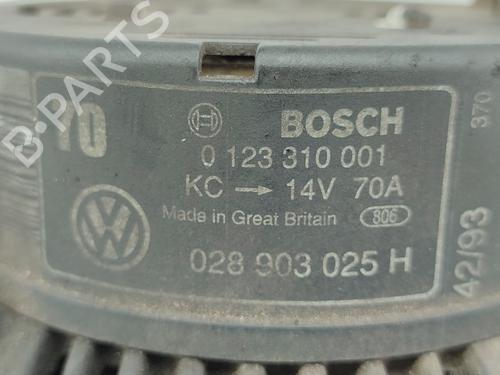 70
BOSCH
0 123 310 001
KC → 14V 70A
Made in Great Britain 806
028 903 025 H
370
42/93
B-PARTS